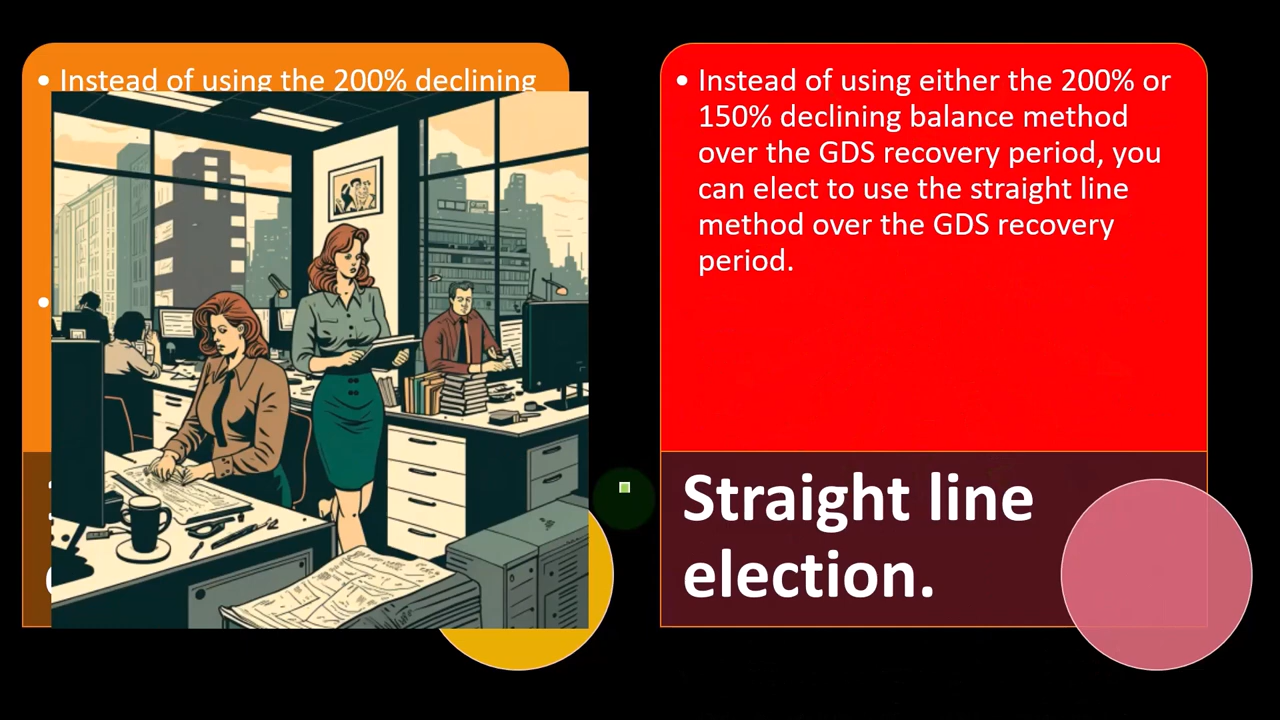 • Instead of using the 200% declining
•
• Instead of using either the 200% or
150% declining balance method
over the GDS recovery period, you
can elect to use the straight line
method over the GDS recovery
period.
Straight line
election.